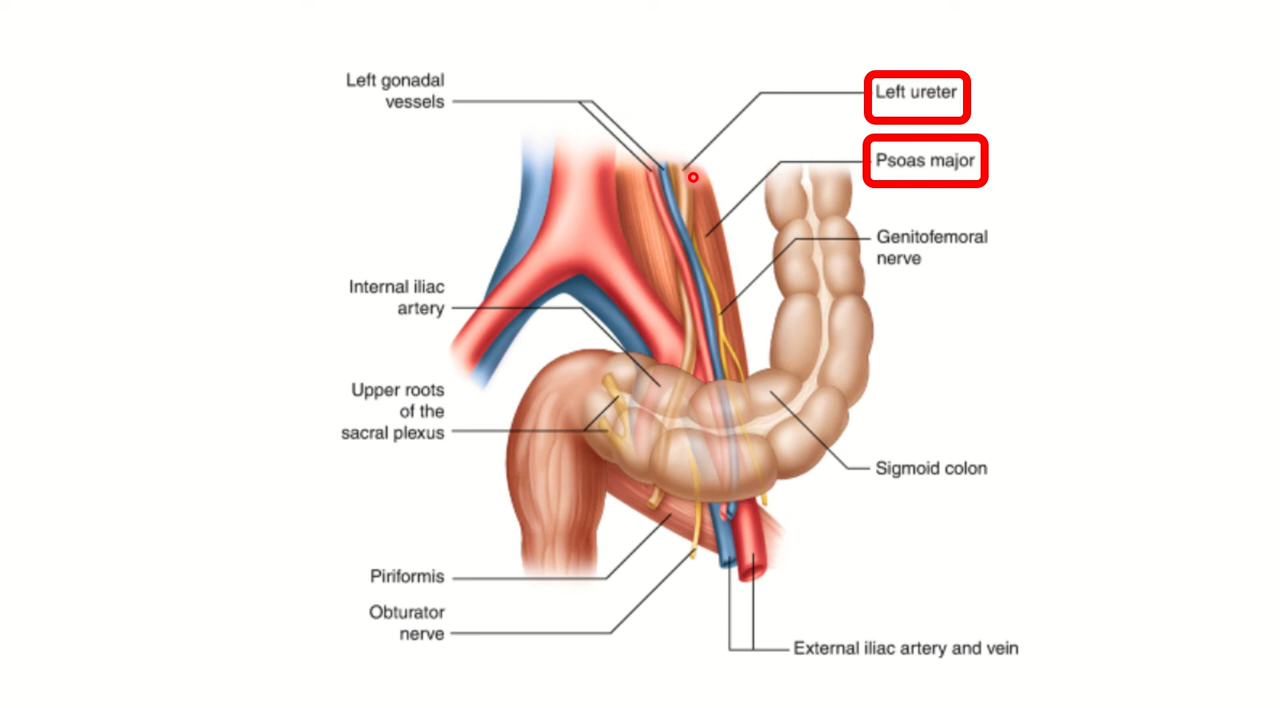 Left gonadal
vessels
Left ureter
Psoas major
Genitofemoral
nerve
Internal iliac
artery
Upper roots
of the
sacral plexus
Sigmoid colon
Piriformis
Obturator
nerve
External iliac artery and vein